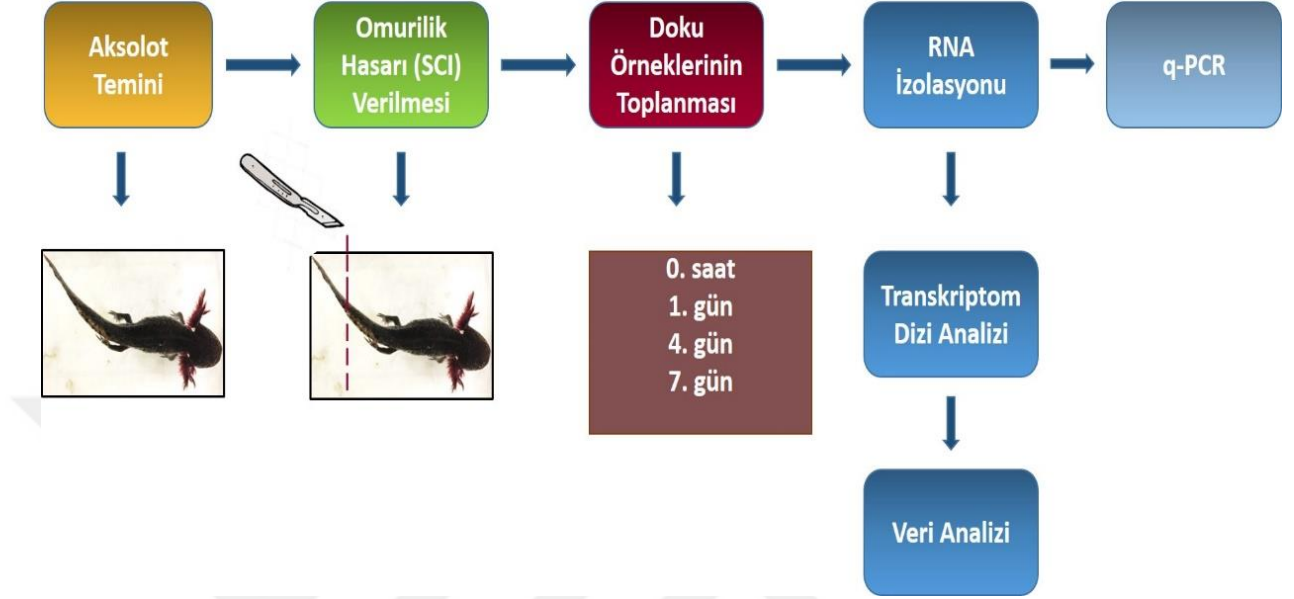 Aksolot
Temini
Omurilik
Hasarı (SCI)
Verilmesi
Doku
Örneklerinin
Toplanması
RNA
İzolasyonu
q-PCR
0. saat
1. gün
4. gün
7. gün
Transkriptom
Dizi Analizi
Veri Analizi